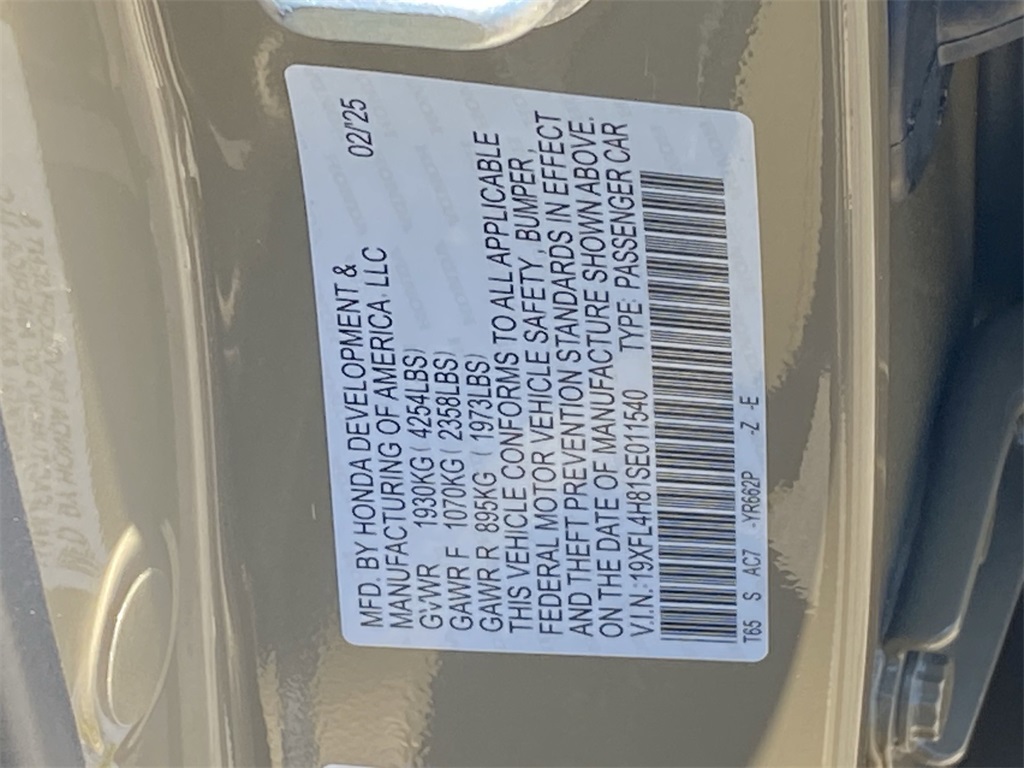 MFD. BY HONDA DEVELOPMENT & 02/25
MANUFACTURING OF AMERICA, LLC
GVWR 1930KG ( 4254LBS)
GAWR F 1070KG ( 2358LBS)
GAWR R 895KG ( 1973LBS)
THIS VEHICLE CONFORMS TO ALL APPLICABLE
FEDERAL MOTOR VEHICLE SAFETY, BUMPER,
AND THEFT PREVENTION STANDARDS IN EFFECT
ON THE DATE OF MANUFACTURE SHOWN ABOVE.
V.I.N.: 19XFL4H81SE011540 TYPE: PASSENGER CAR
T65 S AC7 -YR662P -Z -E